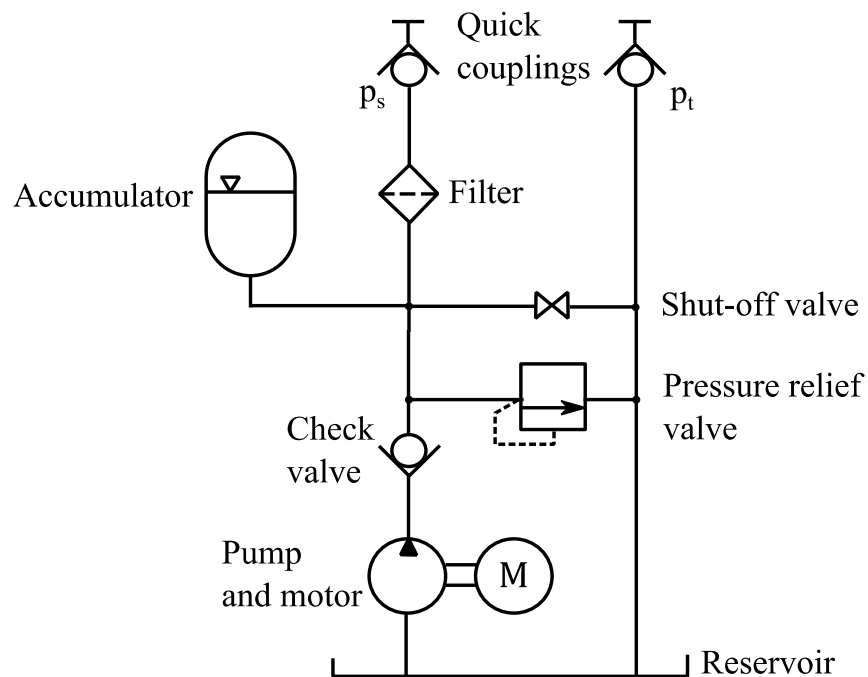 Quick
couplings
pₛ
pₜ
Accumulator
Filter
Shut-off valve
Pressure relief
valve
Check
valve
Pump
and motor
M
Reservoir